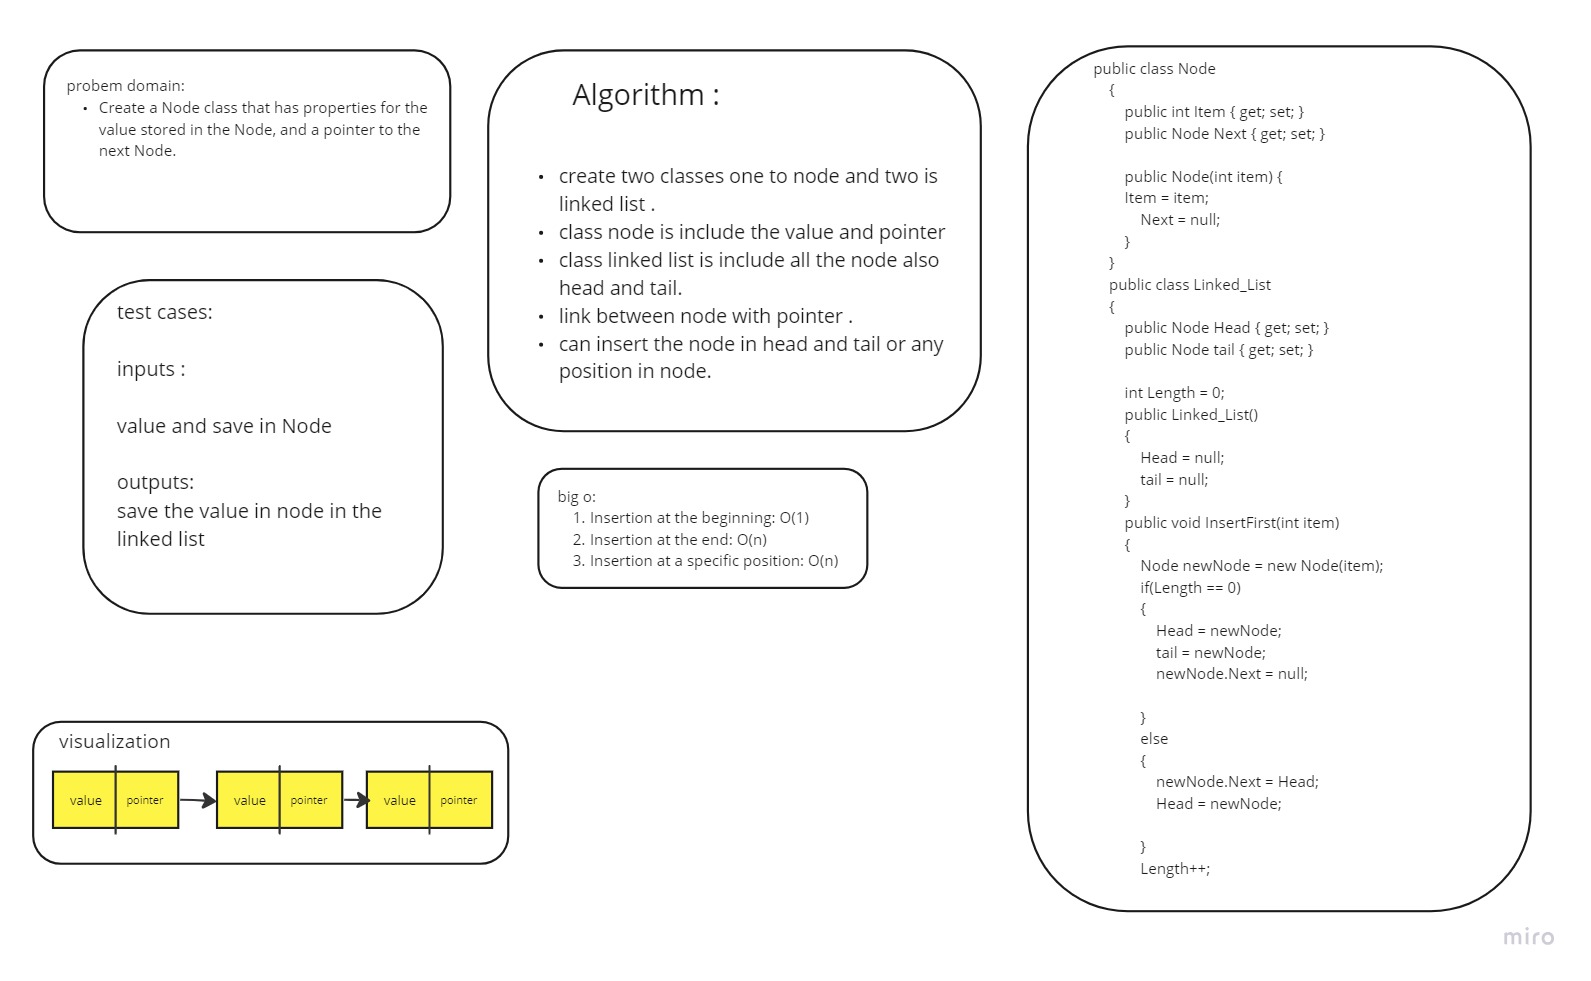 probem domain:
• Create a Node class that has properties for the
value stored in the Node, and a pointer to the
next Node.
test cases:
inputs :
value and save in Node
outputs:
save the value in node in the
linked list
visualization
value pointer value pointer value pointer
Algorithm :
• create two classes one to node and two is
linked list .
• class node is include the value and pointer
• class linked list is include all the node also
head and tail.
• link between node with pointer .
• can insert the node in head and tail or any
position in node.
big o:
1. Insertion at the beginning: O(1)
2. Insertion at the end: O(n)
3. Insertion at a specific position: O(n)
public class Node
{
public int Item { get; set; }
public Node Next { get; set; }
public Node(int item) {
Item = item;
Next = null;
}
}
public class Linked_List
{
public Node Head { get; set; }
public Node tail { get; set; }
int Length = 0;
public Linked_List()
{
Head = null;
tail = null;
}
public void InsertFirst(int item)
{
Node newNode = new Node(item);
if(Length == 0)
{
Head = newNode;
tail = newNode;
newNode.Next = null;
}
else
{
newNode.Next = Head;
Head = newNode;
}
Length++;
miro